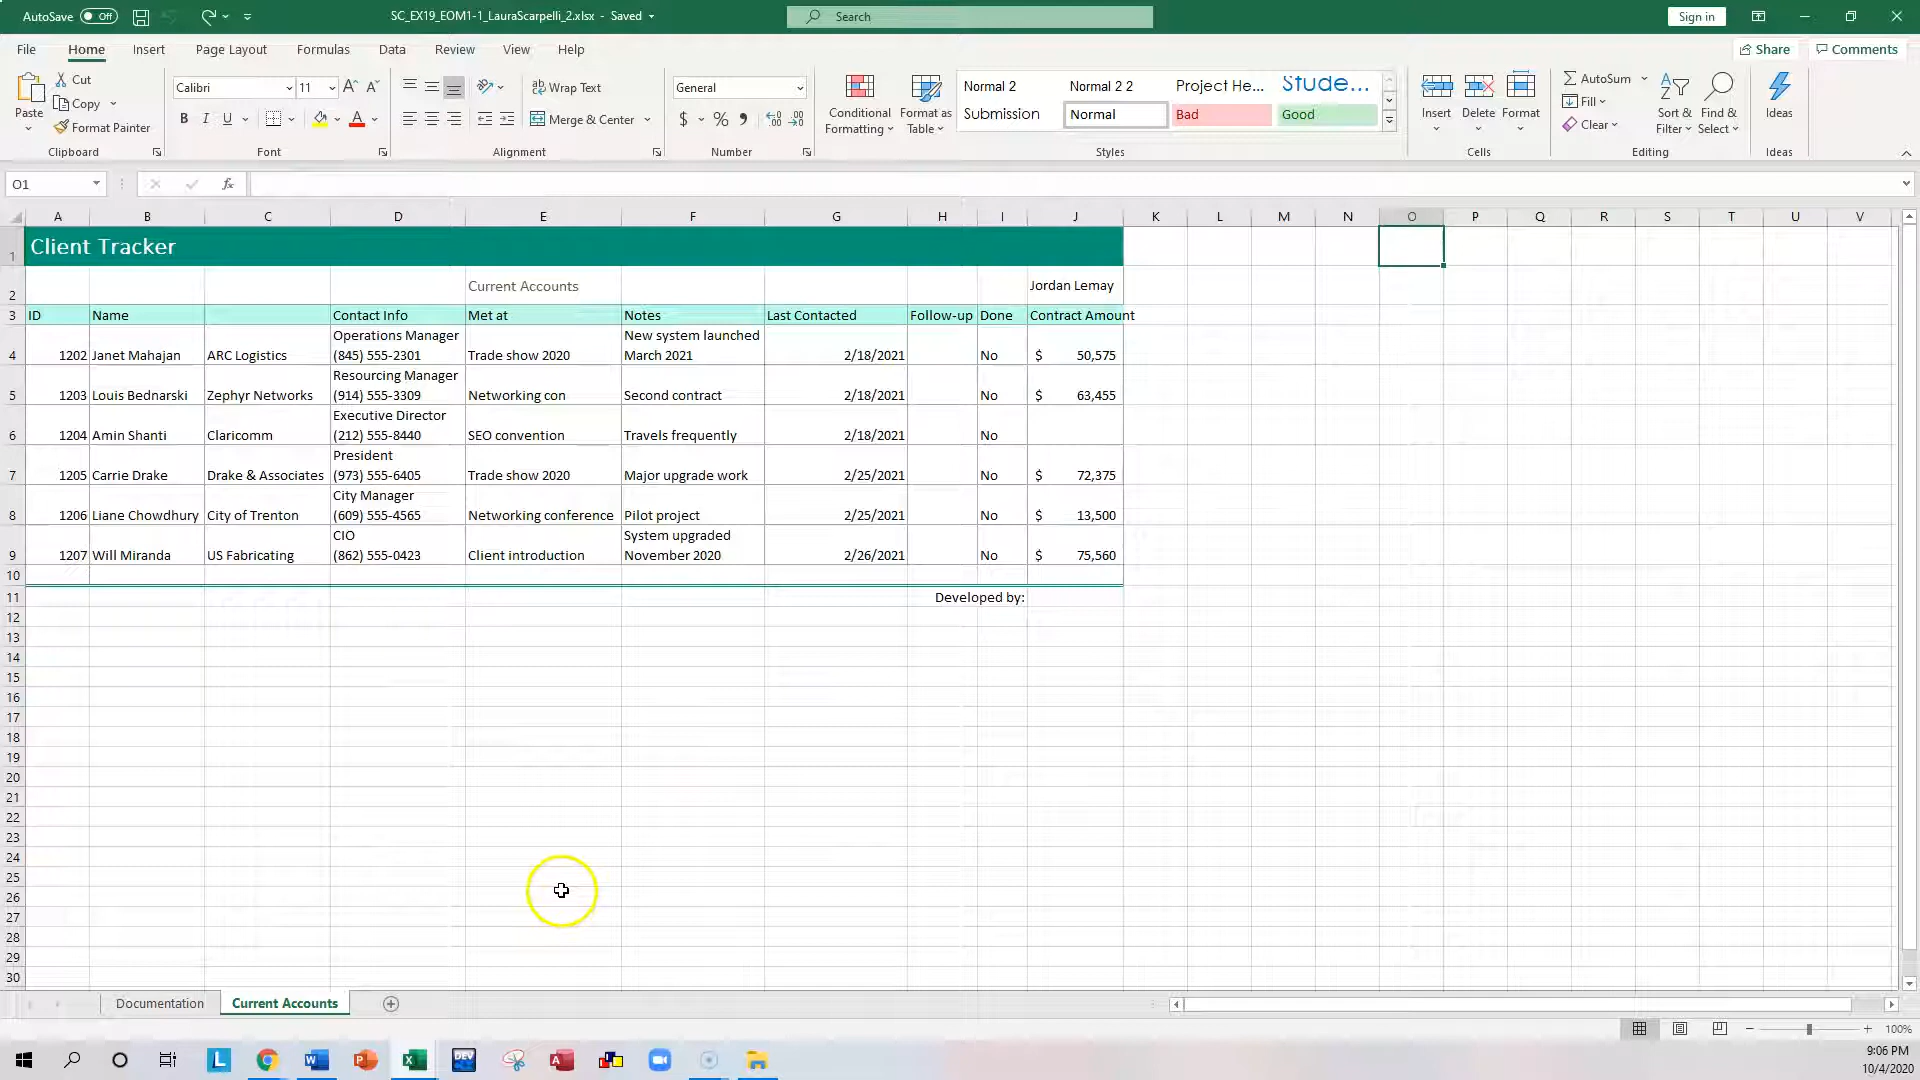 AutoSave Off SC_EX19_EOM1-1_LauraScarpelli_2.xlsx - Saved Search Sign in
File Home Insert Page Layout Formulas Data Review View Help Share Comments
Paste
Cut
Copy
Format Painter
Clipboard
Calibri 11
B I U
Font
Wrap Text
Merge & Center
Alignment
General
$ % ,
Number
Conditional Formatting
Format as Table
Normal 2 Normal 2 2 Project He... Stude...
Submission Normal Bad Good
Styles
Insert Delete Format
Cells
AutoSum
Fill
Clear
Sort & Filter
Find & Select
Editing
Ideas
Ideas
O1 fx
A B C D E F G H I J K L M N O P Q R S T U V
1 Client Tracker
2 Current Accounts Jordan Lemay
3 ID Name Contact Info Met at Notes Last Contacted Follow-up Done Contract Amount
Operations Manager New system launched
4 1202 Janet Mahajan ARC Logistics (845) 555-2301 Trade show 2020 March 2021 2/18/2021 No $ 50,575
Resourcing Manager
5 1203 Louis Bednarski Zephyr Networks (914) 555-3309 Networking con Second contract 2/18/2021 No $ 63,455
Executive Director
6 1204 Amin Shanti Claricomm (212) 555-8440 SEO convention Travels frequently 2/18/2021 No
President
7 1205 Carrie Drake Drake & Associates (973) 555-6405 Trade show 2020 Major upgrade work 2/25/2021 No $ 72,375
City Manager
8 1206 Liane Chowdhury City of Trenton (609) 555-4565 Networking conference Pilot project 2/25/2021 No $ 13,500
CIO System upgraded
9 1207 Will Miranda US Fabricating (862) 555-0423 Client introduction November 2020 2/26/2021 No $ 75,560
10
11 Developed by:
12
13
14
15
16
17
18
19
20
21
22
23
24
25
26
27
28
29
30
Documentation Current Accounts
100%
L W P X DEV A
9:06 PM
10/4/2020